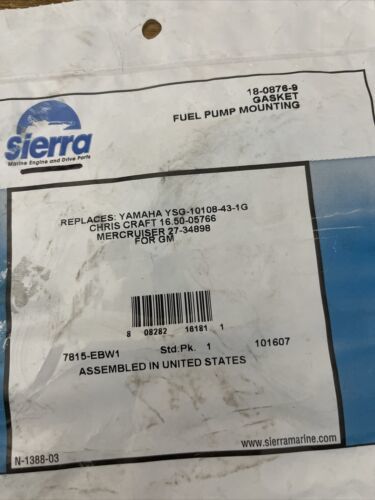 18-0876-9
GASKET
FUEL PUMP MOUNTING
sierra
Marine Engine and Drive Parts
REPLACES: YAMAHA YSG-10108-43-1G
CHRIS CRAFT 16.50-05766
MERCRUISER 27-34898
FOR GM
8 08282 16181 1
7815-EBW1 Std.Pk. 1 101607
ASSEMBLED IN UNITED STATES
www.sierramarine.com
N-1388-03